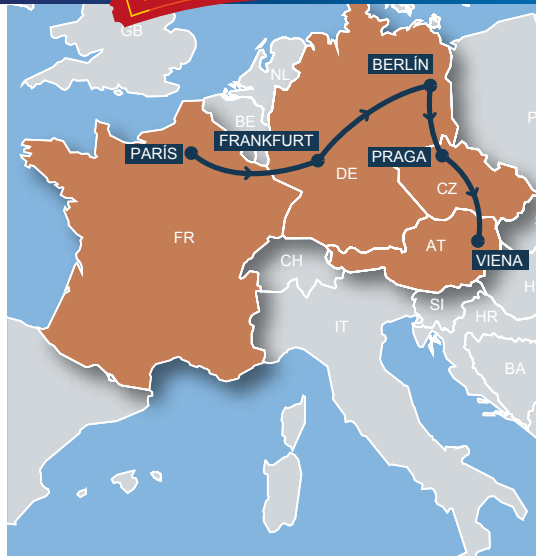 GB
NL
BERLÍN
BE
FRANKFURT
PARÍS
PRAGA
DE
CZ
FR
AT
VIENA
CH
SI
HR
IT
BA